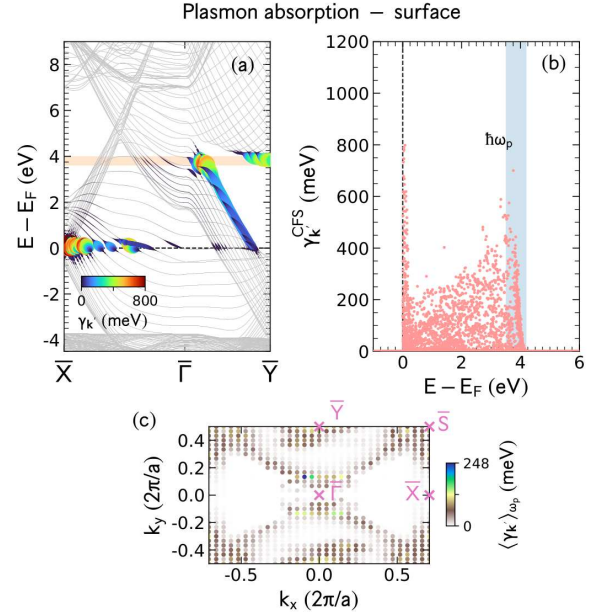 Plasmon absorption – surface
(a)
E – E_F (eV)
8
6
4
2
0
-2
-4
0 800
γ_k' (meV)
X̅ Γ̅ Y̅
(b)
γ_k'^CFS (meV)
1200
1000
800
600
400
200
0
ħω_p
0 2 4 6
E – E_F (eV)
(c)
Y̅
S̅
Γ̅
X̅
k_y (2π/a)
0.4
0.2
0.0
-0.2
-0.4
-0.5 0.0 0.5
k_x (2π/a)
248
0
⟨γ_k'⟩_ω_p (meV)